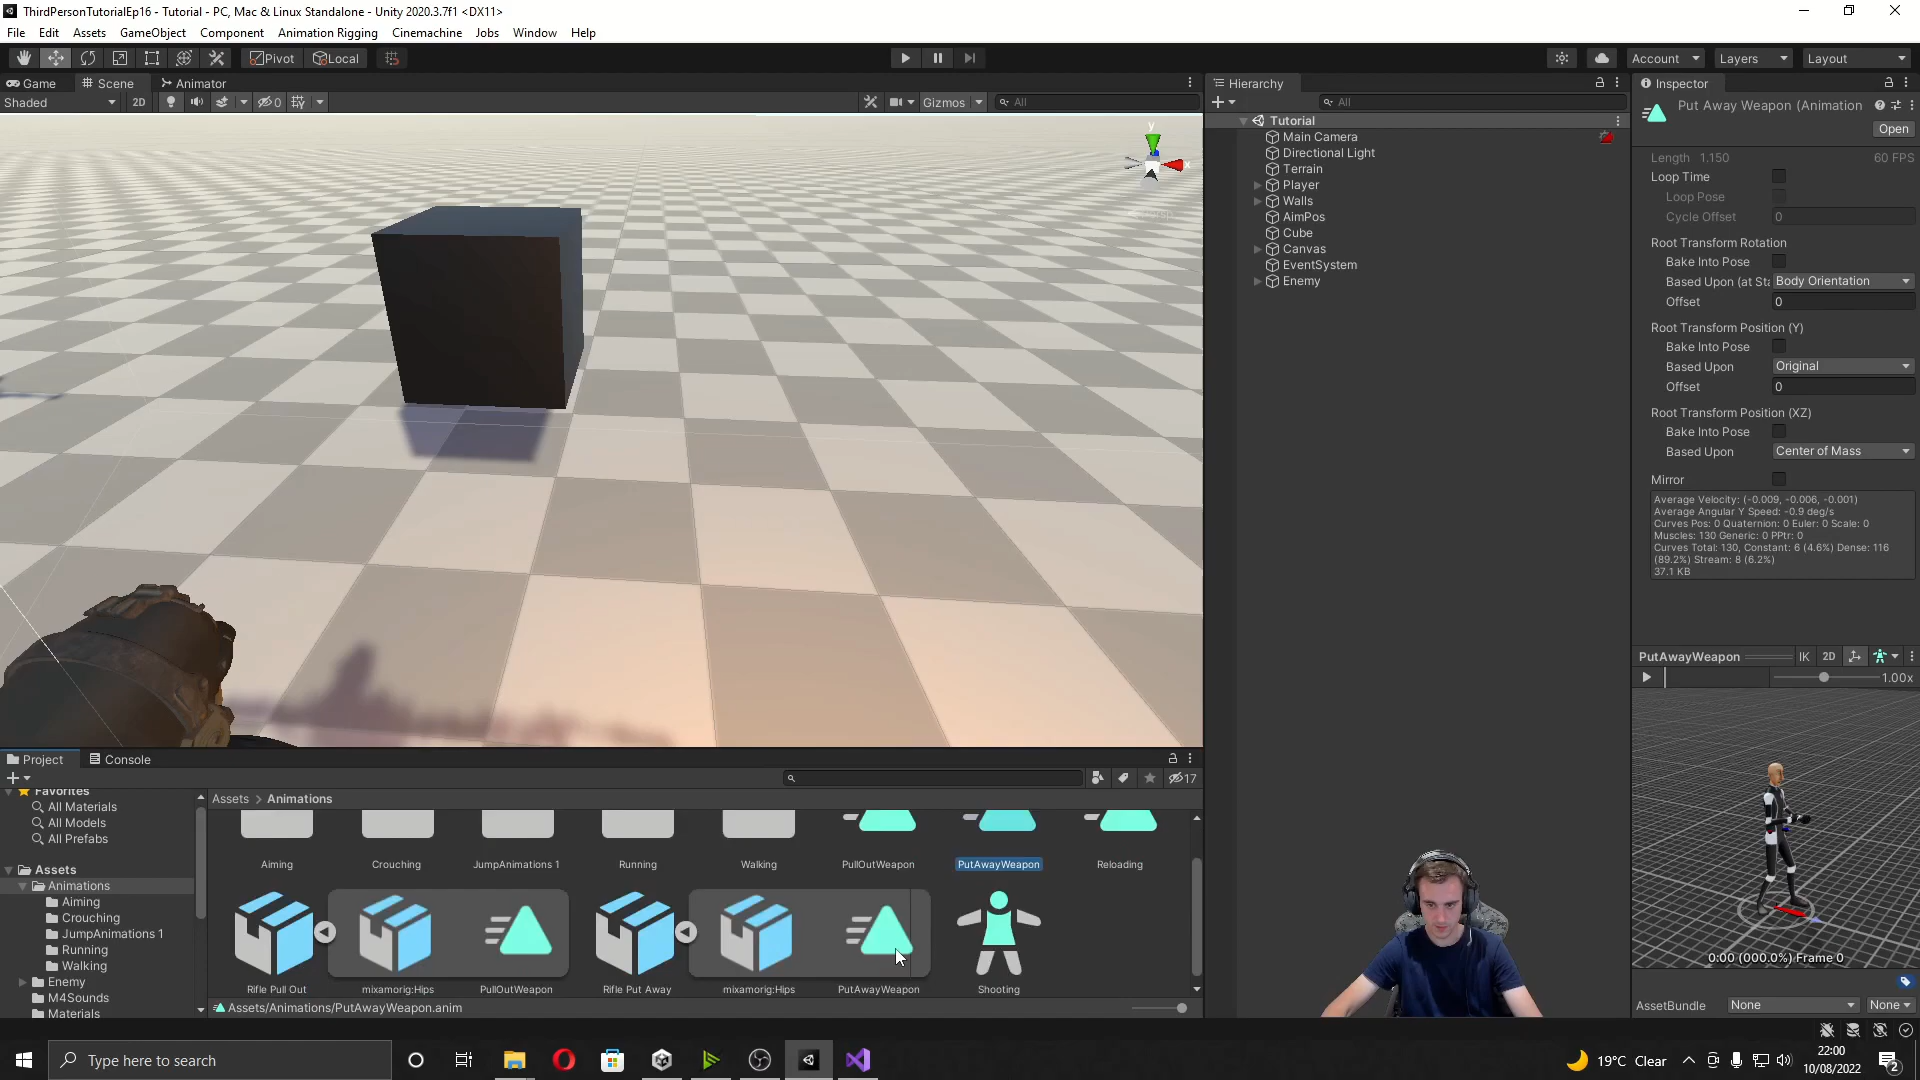 ThirdPersonTutorialEp16 - Tutorial - PC, Mac & Linux Standalone - Unity 2020.3.7f1 <DX11>
File Edit Assets GameObject Component Animation Rigging Cinemachine Jobs Window Help
Pivot Local Account Layers Layout
Game Scene Animator
Shaded 2D 0 Gizmos All
y
x
Persp
Hierarchy
All
Tutorial
Main Camera
Directional Light
Terrain
Player
Walls
AimPos
Cube
Canvas
EventSystem
Enemy
Inspector
Put Away Weapon (Animation
Open
Length 1.150 60 FPS
Loop Time
Loop Pose
Cycle Offset 0
Root Transform Rotation
Bake Into Pose
Based Upon (at Sta Body Orientation
Offset 0
Root Transform Position (Y)
Bake Into Pose
Based Upon Original
Offset 0
Root Transform Position (XZ)
Bake Into Pose
Based Upon Center of Mass
Mirror
Average Velocity: (-0.009, -0.006, -0.001)
Average Angular Y Speed: -0.9 deg/s
Curves Pos: 0 Quaternion: 0 Euler: 0 Scale: 0
Muscles: 130 Generic: 0 PPtr: 0
Curves Total: 130, Constant: 6 (4.6%) Dense: 116
(89.2%) Stream: 8 (6.2%)
37.1 KB
PutAwayWeapon IK 2D
1.00x
0:00 (000.0%) Frame 0
AssetBundle None None
Project Console
17
Favorites
All Materials
All Models
All Prefabs
Assets
Animations
Aiming
Crouching
JumpAnimations 1
Running
Walking
Enemy
M4Sounds
Materials
Assets > Animations
Aiming Crouching JumpAnimations 1 Running Walking PullOutWeapon PutAwayWeapon Reloading
Rifle Pull Out mixamorig:Hips PullOutWeapon Rifle Put Away mixamorig:Hips PutAwayWeapon Shooting
Assets/Animations/PutAwayWeapon.anim
Type here to search
19°C Clear
22:00
10/08/2022
2